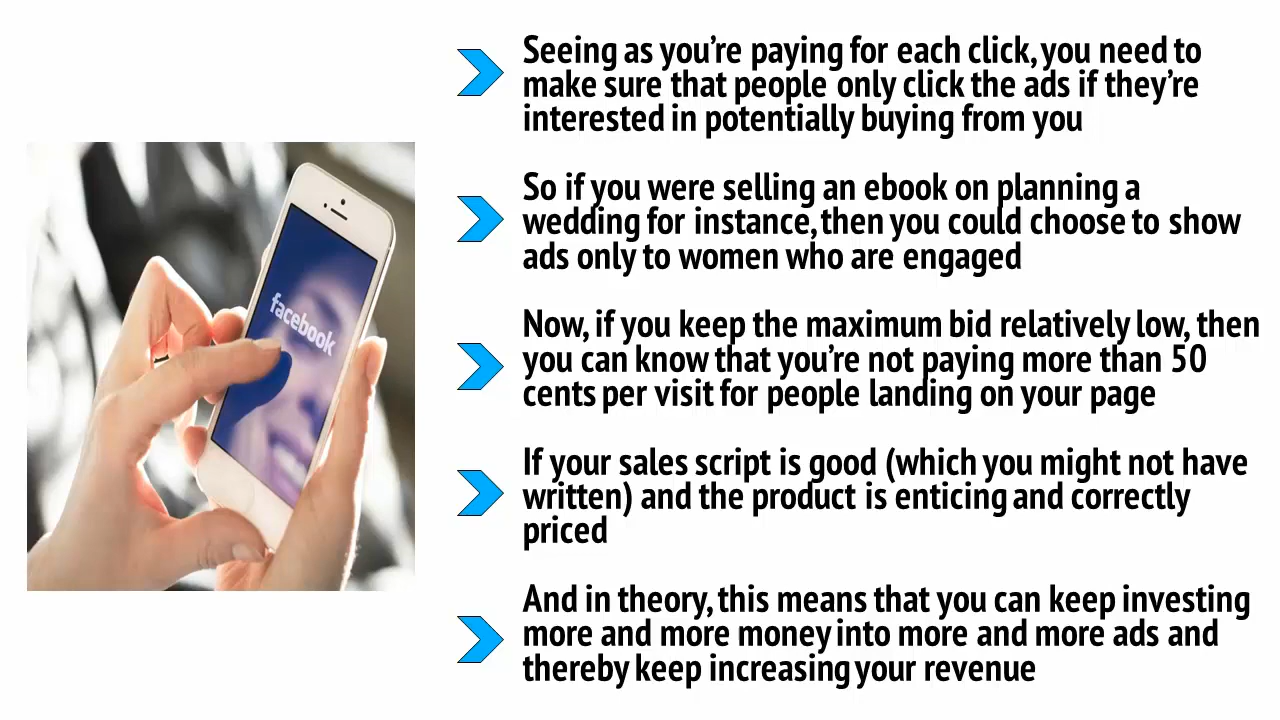 Seeing as you’re paying for each click, you need to
make sure that people only click the ads if they’re
interested in potentially buying from you
So if you were selling an ebook on planning a
wedding for instance, then you could choose to show
ads only to women who are engaged
Now, if you keep the maximum bid relatively low, then
you can know that you’re not paying more than 50
cents per visit for people landing on your page
If your sales script is good (which you might not have
written) and the product is enticing and correctly
priced
And in theory, this means that you can keep investing
more and more money into more and more ads and
thereby keep increasing your revenue
facebook